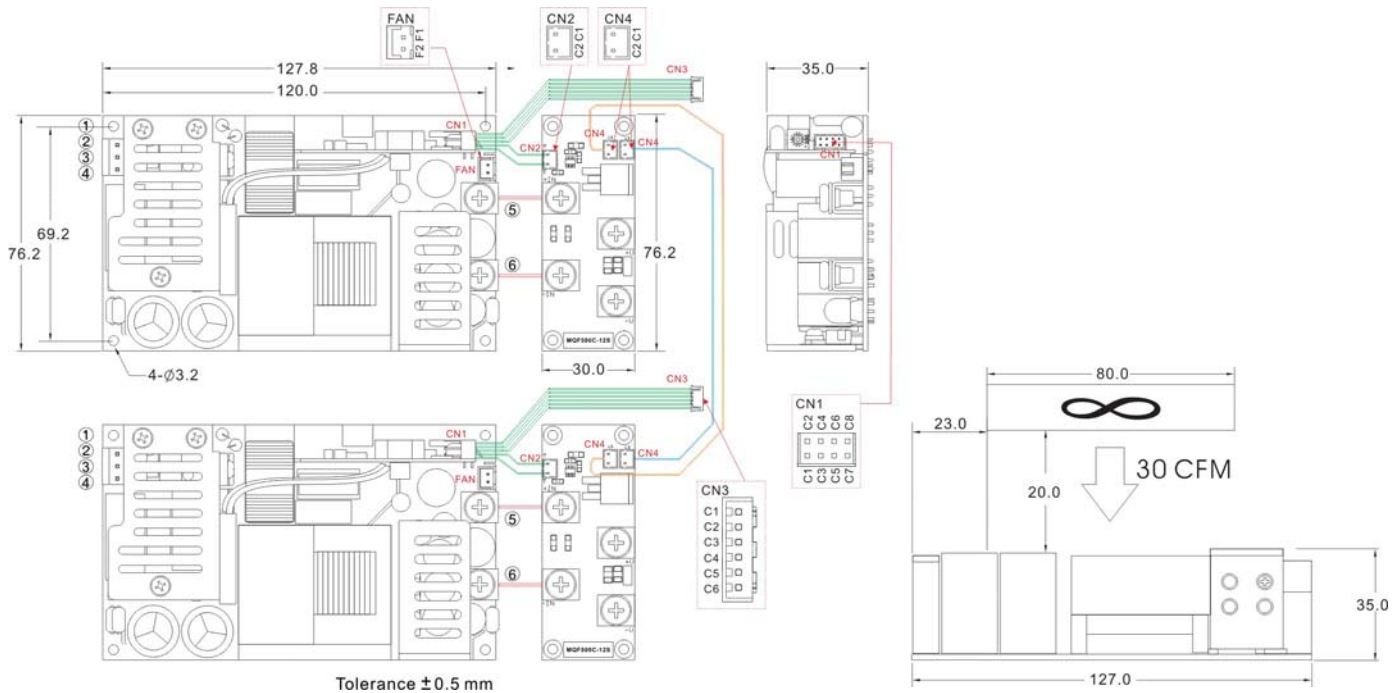 FAN
F2 F1
CN2
C2 C1
CN4
C2 C1
127.8
120.0
CN3
35.0
①
②
③
④
CN1
FAN
CN2
+IN
CN4
CN4
⑤
⑥
-IN
69.2
76.2
76.2
CN1
MQF500C-12S
4-Ø3.2
30.0
CN3
①
②
③
④
CN1
FAN
CN2
+IN
CN4
CN4
⑤
⑥
-IN
MQF500C-12S
Tolerance ±0.5 mm
CN1
C2 C4 C6 C8
C1 C3 C5 C7
CN3
C1
C2
C3
C4
C5
C6
80.0
23.0
20.0
30 CFM
35.0
127.0